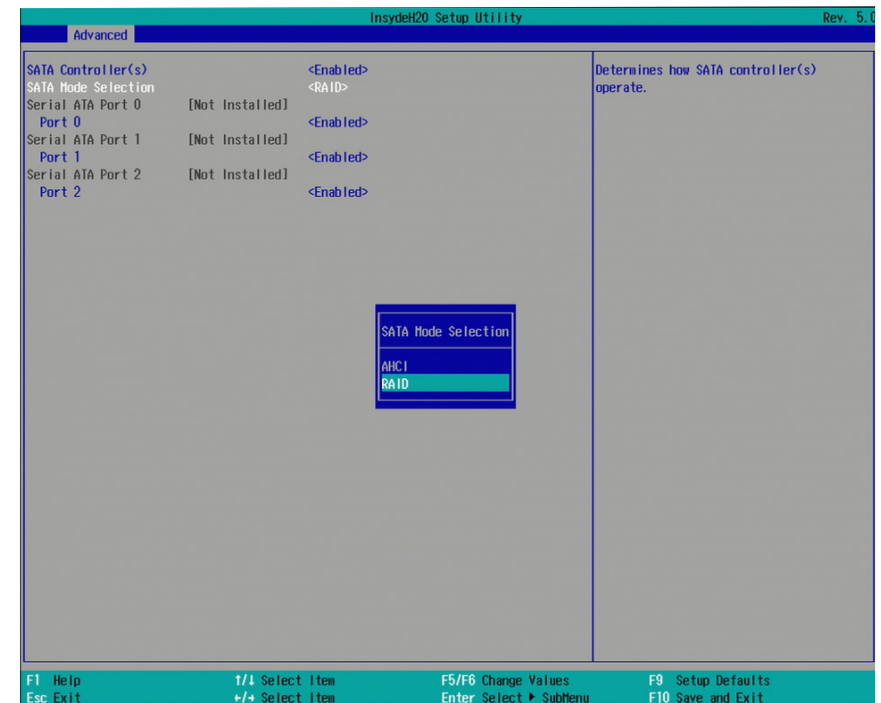 InsydeH20 Setup Utility Rev. 5.0
Advanced
SATA Controller(s) <Enabled>
SATA Mode Selection <RAID>
Serial ATA Port 0 [Not Installed]
Port 0 <Enabled>
Serial ATA Port 1 [Not Installed]
Port 1 <Enabled>
Serial ATA Port 2 [Not Installed]
Port 2 <Enabled>
Determines how SATA controller(s)
operate.
SATA Mode Selection
AHCI
RAID
F1 Help ↑/↓ Select Item F5/F6 Change Values F9 Setup Defaults
Esc Exit ←/→ Select Item Enter Select ▶ SubMenu F10 Save and Exit